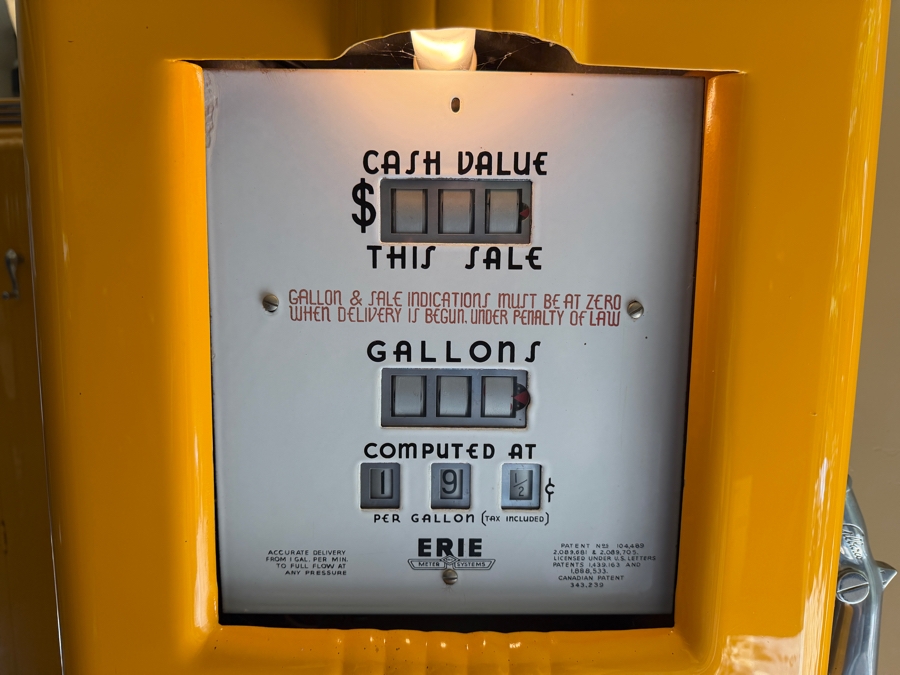 CASH VALUE
$
THIS SALE
GALLON & SALE INDICATIONS MUST BE AT ZERO
WHEN DELIVERY IS BEGUN. UNDER PENALTY OF LAW
GALLONS
COMPUTED AT
1 9 1/2 ¢
PER GALLON (TAX INCLUDED)
ERIE
METER SYSTEMS
ACCURATE DELIVERY
FROM 1 GAL. PER MIN.
TO FULL FLOW AT
ANY PRESSURE
PATENT NOS 104,489
2,089,681 & 2,089,705.
LICENSED UNDER U.S. LETTERS
PATENTS 1,439,163 AND
1,888,533.
CANADIAN PATENT
343,239